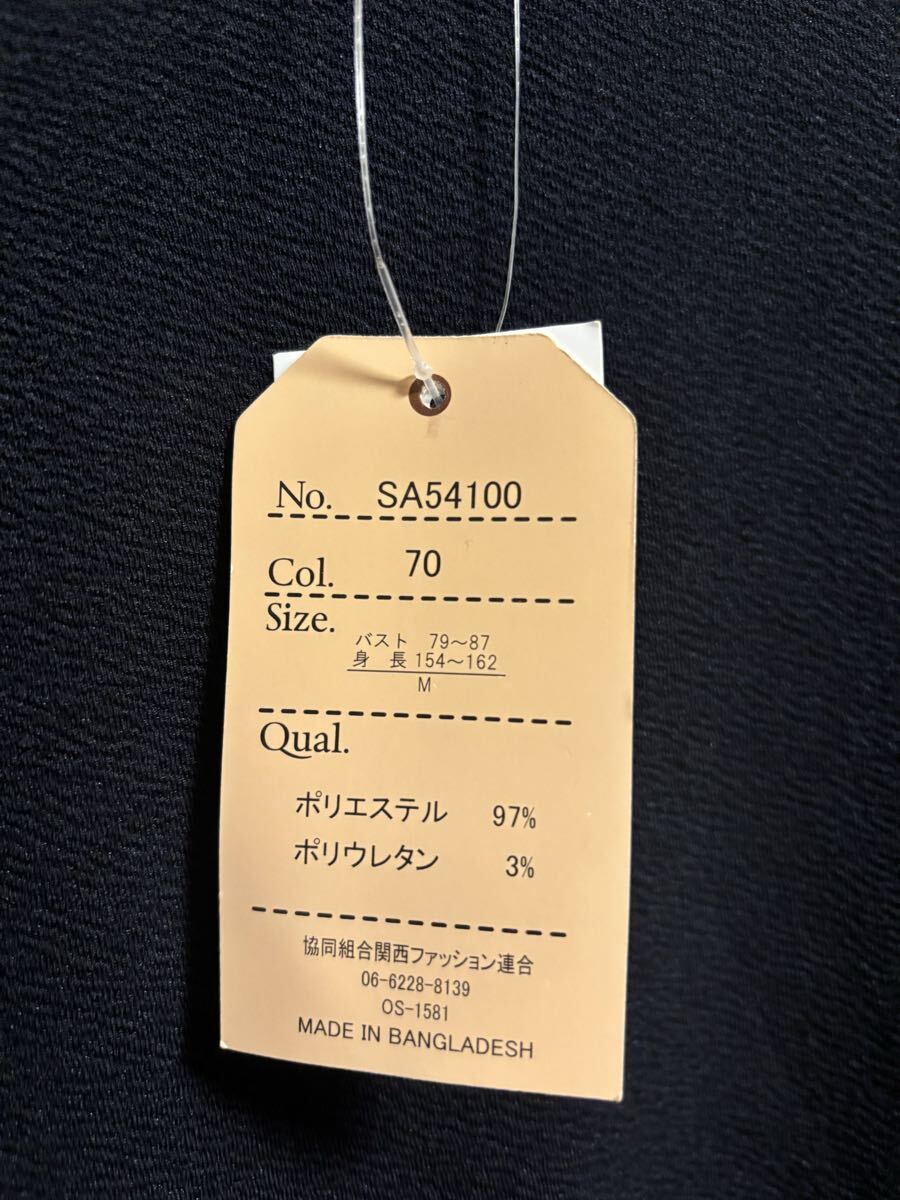 No. SA54100
Col. 70
Size.
バスト 79～87
身 長 154～162
M
Qual.
ポリエステル 97%
ポリウレタン 3%
協同組合関西ファッション連合
06-6228-8139
OS-1581
MADE IN BANGLADESH